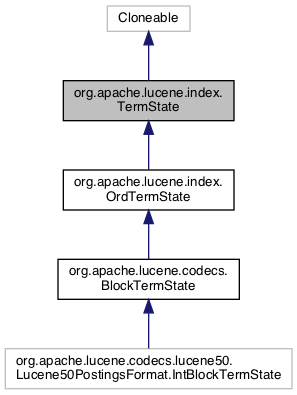 Cloneable
org.apache.lucene.index.
TermState
org.apache.lucene.index.
OrdTermState
org.apache.lucene.codecs.
BlockTermState
org.apache.lucene.codecs.lucene50.
Lucene50PostingsFormat.IntBlockTermState